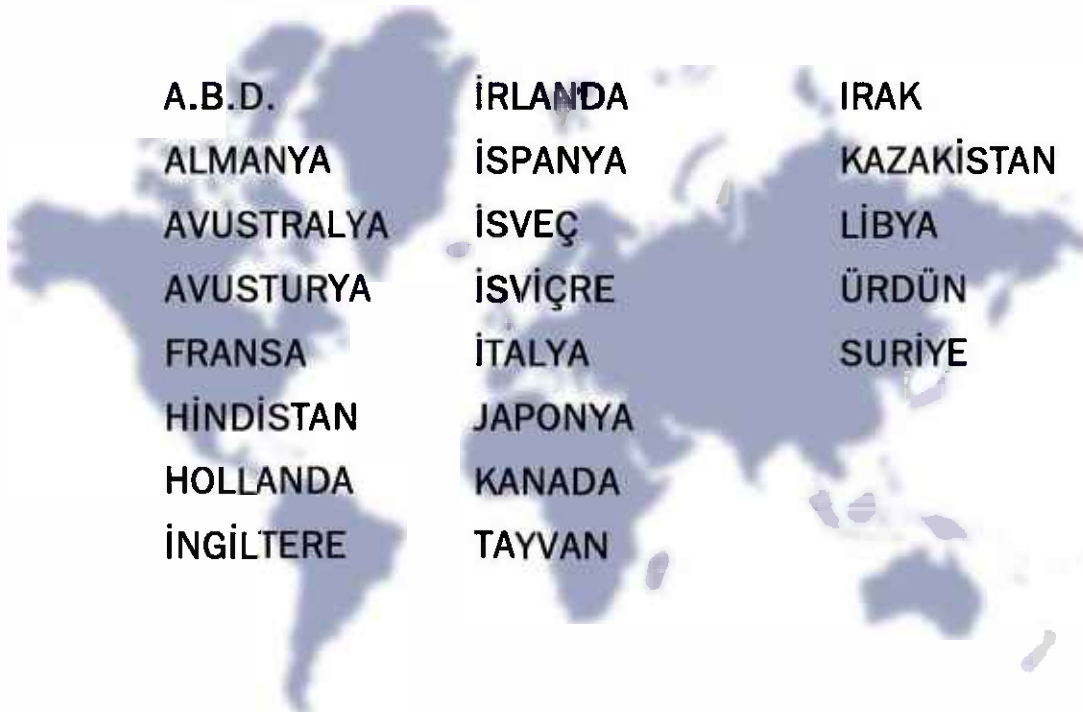 A.B.D.
ALMANYA
AVUSTRALYA
AVUSTURYA
FRANSA
HİNDİSTAN
HOLLANDA
İNGİLTERE
İRLANDA
İSPANYA
İSVEÇ
İSVİÇRE
İTALYA
JAPONYA
KANADA
TAYVAN
IRAK
KAZAKİSTAN
LİBYA
ÜRDÜN
SURİYE